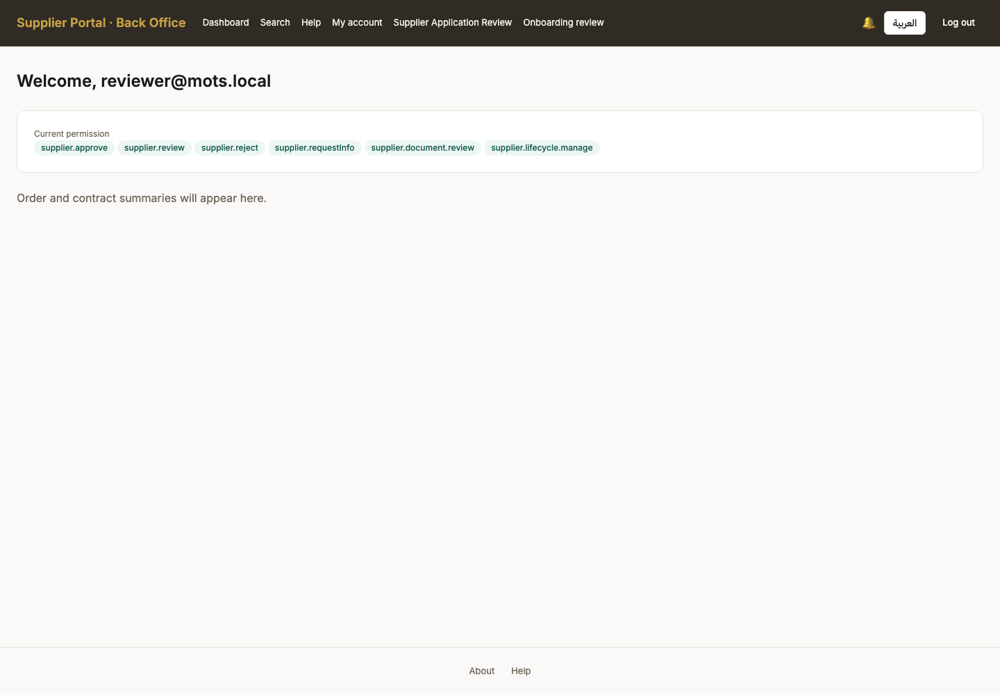 Supplier Portal · Back Office Dashboard Search Help My account Supplier Application Review Onboarding review العربية Log out
Welcome, reviewer@mots.local
Current permission
supplier.approve supplier.review supplier.reject supplier.requestInfo supplier.document.review supplier.lifecycle.manage
Order and contract summaries will appear here.
About Help